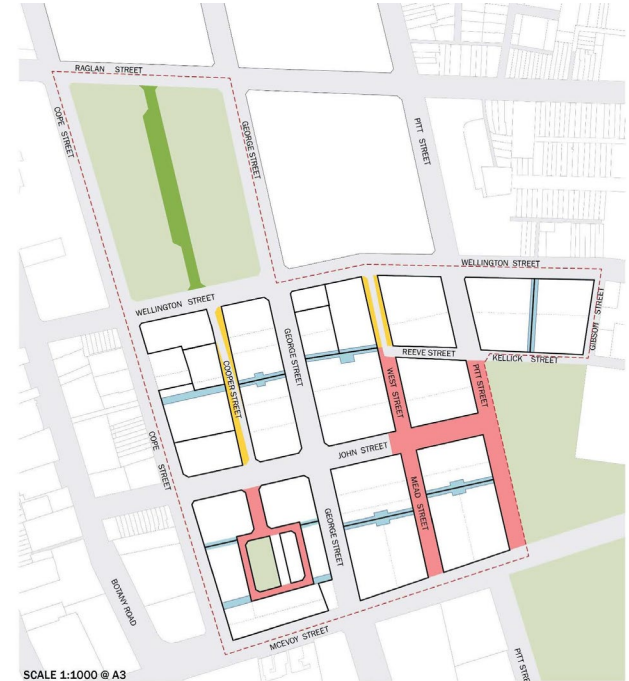 RAGLAN STREET
COPE STREET
GEORGE STREET
PITT STREET
WELLINGTON STREET
WELLINGTON STREET
GIBSON STREET
COOPER STREET
GEORGE STREET
REEVE STREET
KELLICK STREET
WEST STREET
PITT STREET
COPE STREET
JOHN STREET
MEAD STREET
GEORGE STREET
BOTANY ROAD
MCEVOY STREET
PITT STRE
SCALE 1:1000 @ A3